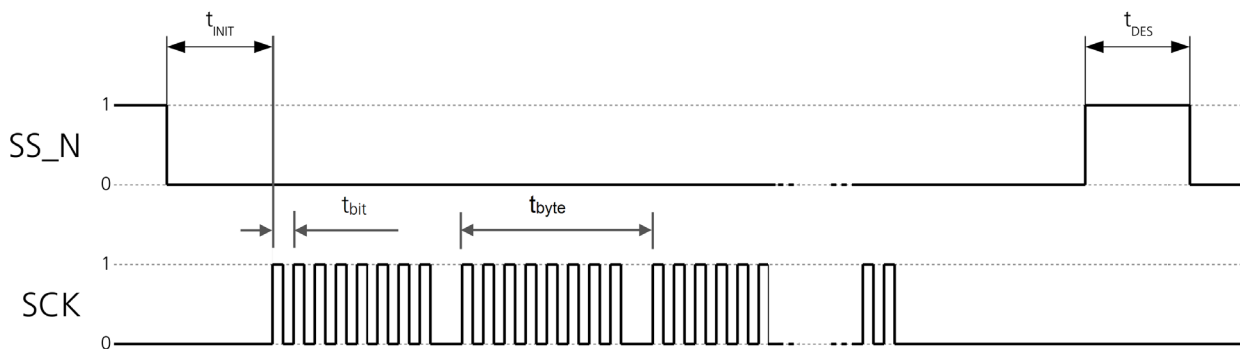 tINIT
tDES
1
SS_N
0
tbit
tbyte
1
SCK
0